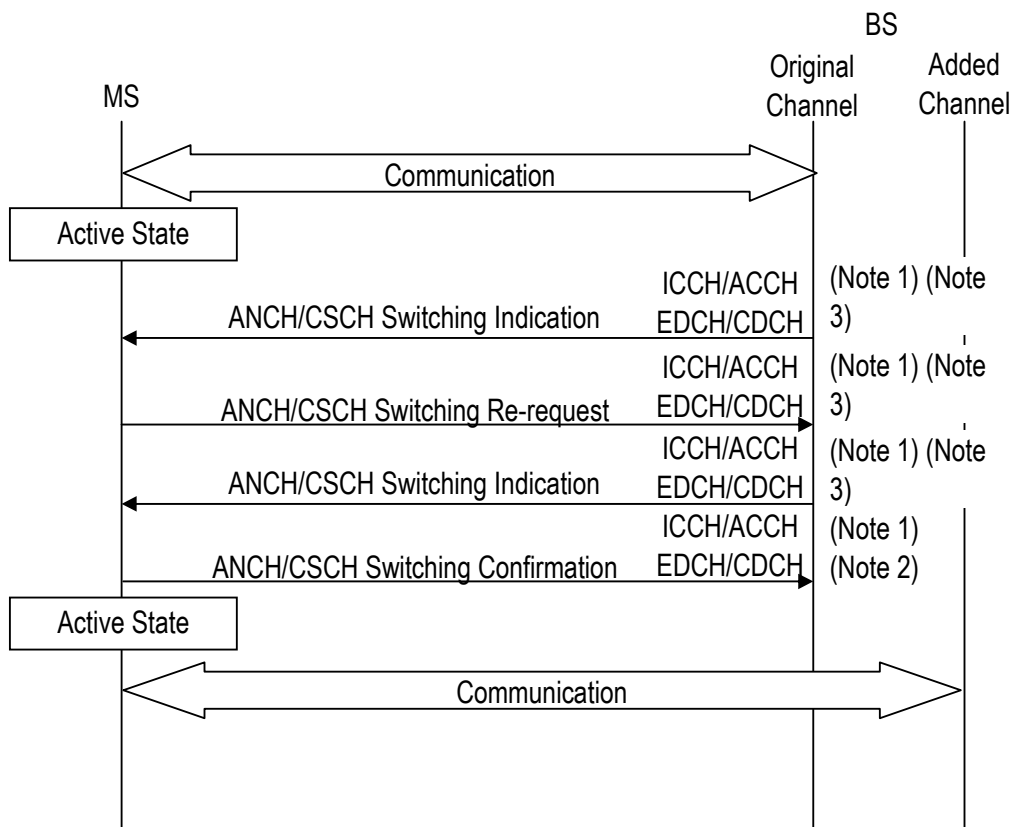 BS
Original
Channel
Added
Channel
MS
Communication
Active State
ICCH/ACCH
EDCH/CDCH
(Note 1) (Note
3)
ANCH/CSCH Switching Indication
ICCH/ACCH
EDCH/CDCH
(Note 1) (Note
3)
ANCH/CSCH Switching Re-request
ICCH/ACCH
EDCH/CDCH
(Note 1) (Note
3)
ANCH/CSCH Switching Indication
ICCH/ACCH
EDCH/CDCH
(Note 1)
(Note 2)
ANCH/CSCH Switching Confirmation
Active State
Communication